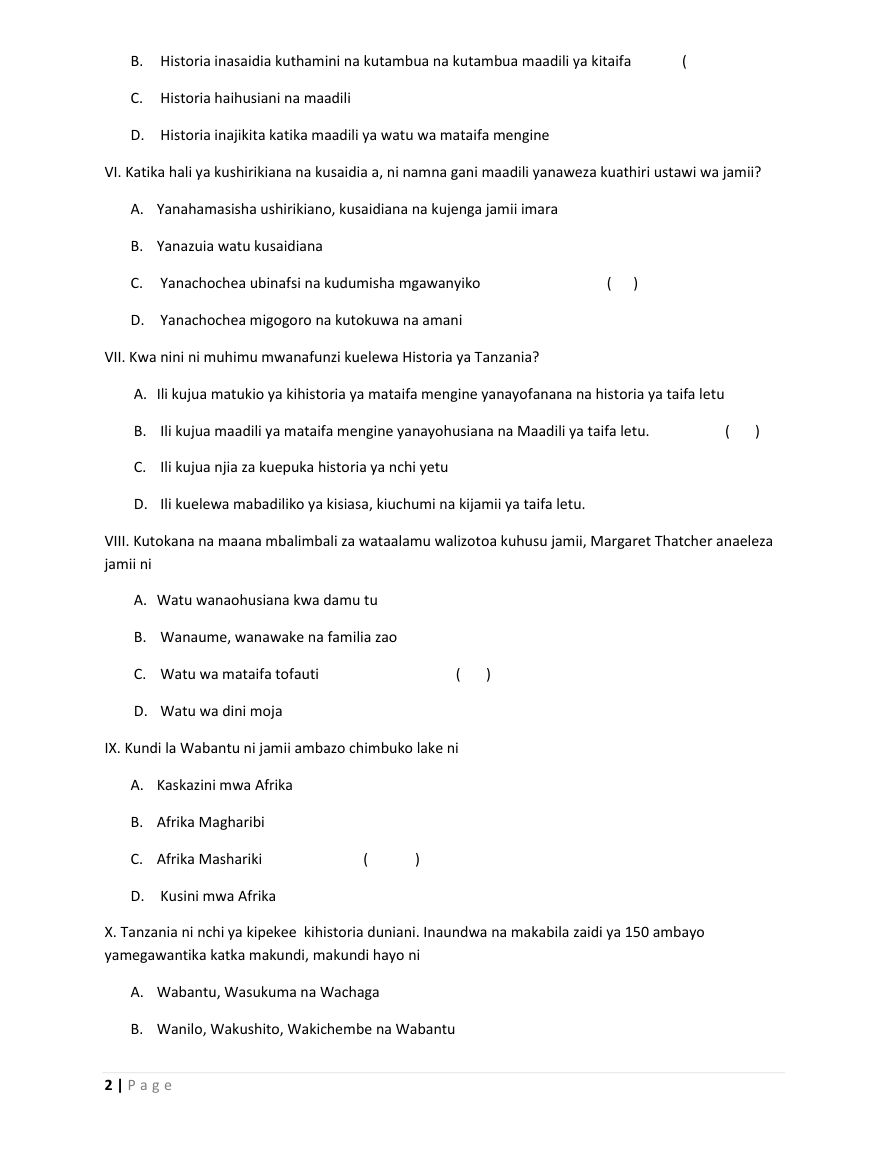 B. Historia inasaidia kuthamini na kutambua na kutambua maadili ya kitaifa (
C. Historia haihusiani na maadili
D. Historia inajikita katika maadili ya watu wa mataifa mengine
VI. Katika hali ya kushirikiana na kusaidia a, ni namna gani maadili yanaweza kuathiri ustawi wa jamii?
A. Yanahamasisha ushirikiano, kusaidiana na kujenga jamii imara
B. Yanazuia watu kusaidiana
C. Yanachochea ubinafsi na kudumisha mgawanyiko ( )
D. Yanachochea migogoro na kutokuwa na amani
VII. Kwa nini ni muhimu mwanafunzi kuelewa Historia ya Tanzania?
A. Ili kujua matukio ya kihistoria ya mataifa mengine yanayofanana na historia ya taifa letu
B. Ili kujua maadili ya mataifa mengine yanayohusiana na Maadili ya taifa letu. ( )
C. Ili kujua njia za kuepuka historia ya nchi yetu
D. Ili kuelewa mabadiliko ya kisiasa, kiuchumi na kijamii ya taifa letu.
VIII. Kutokana na maana mbalimbali za wataalamu walizotoa kuhusu jamii, Margaret Thatcher anaeleza
jamii ni
A. Watu wanaohusiana kwa damu tu
B. Wanaume, wanawake na familia zao
C. Watu wa mataifa tofauti ( )
D. Watu wa dini moja
IX. Kundi la Wabantu ni jamii ambazo chimbuko lake ni
A. Kaskazini mwa Afrika
B. Afrika Magharibi
C. Afrika Mashariki ( )
D. Kusini mwa Afrika
X. Tanzania ni nchi ya kipekee kihistoria duniani. Inaundwa na makabila zaidi ya 150 ambayo
yamegawantika katka makundi, makundi hayo ni
A. Wabantu, Wasukuma na Wachaga
B. Wanilo, Wakushito, Wakichembe na Wabantu
2 | Page